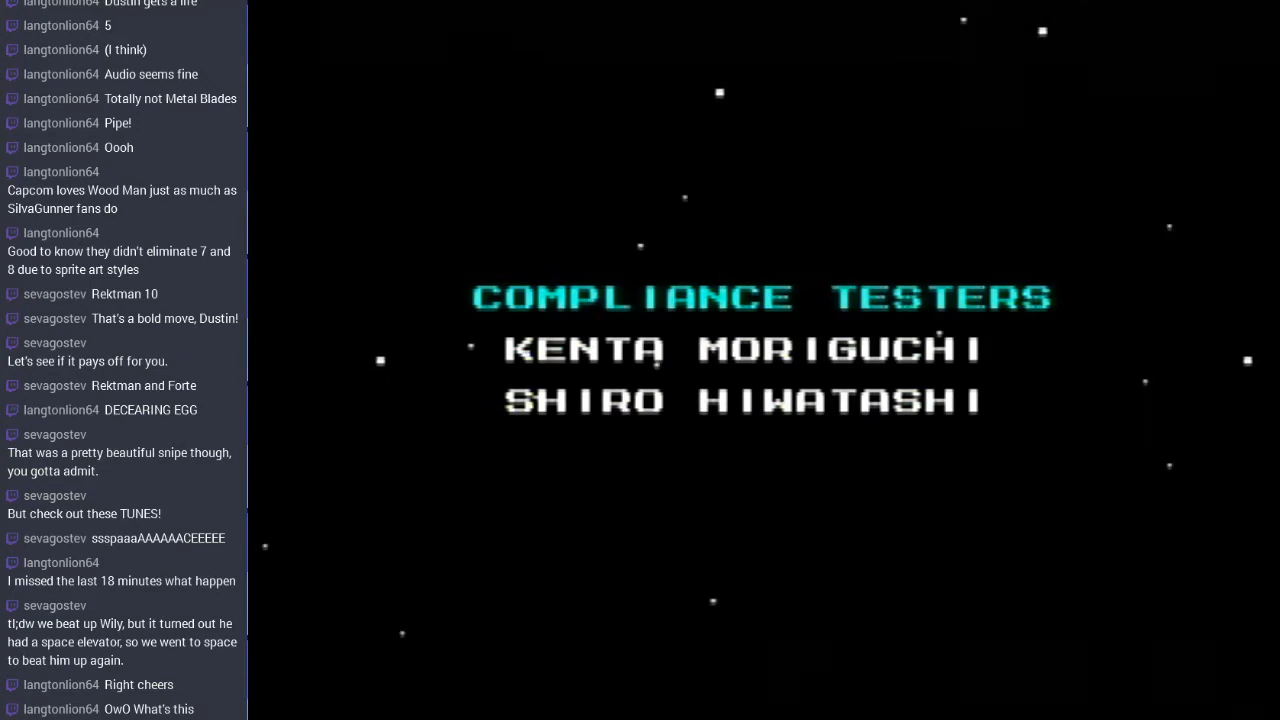 Dustin gets a life
langtonlion64 5
langtonlion64 (I think)
langtonlion64 Audio seems fine
langtonlion64 Totally not Metal Blades
langtonlion64 Pipe!
langtonlion64 Oooh
langtonlion64
Capcom loves Wood Man just as much as
SilvaGunner fans do
langtonlion64
Good to know they didn't eliminate 7 and
8 due to sprite art styles
sevagostev Rektman 10
sevagostev That's a bold move, Dustin!
sevagostev
Let's see if it pays off for you.
sevagostev Rektman and Forte
langtonlion64 DECEARING EGG
sevagostev
That was a pretty beautiful snipe though,
you gotta admit.
sevagostev
But check out these TUNES!
sevagostev ssspaaaAAAAAACEEEEE
langtonlion64
I missed the last 18 minutes what happen
sevagostev
tl;dw we beat up Wily, but it turned out he
had a space elevator, so we went to space
to beat him up again.
langtonlion64 Right cheers
langtonlion64 OwO What's this
COMPLIANCE TESTERS
KENTA MORIGUCHI
SHIRO HIWATASHI